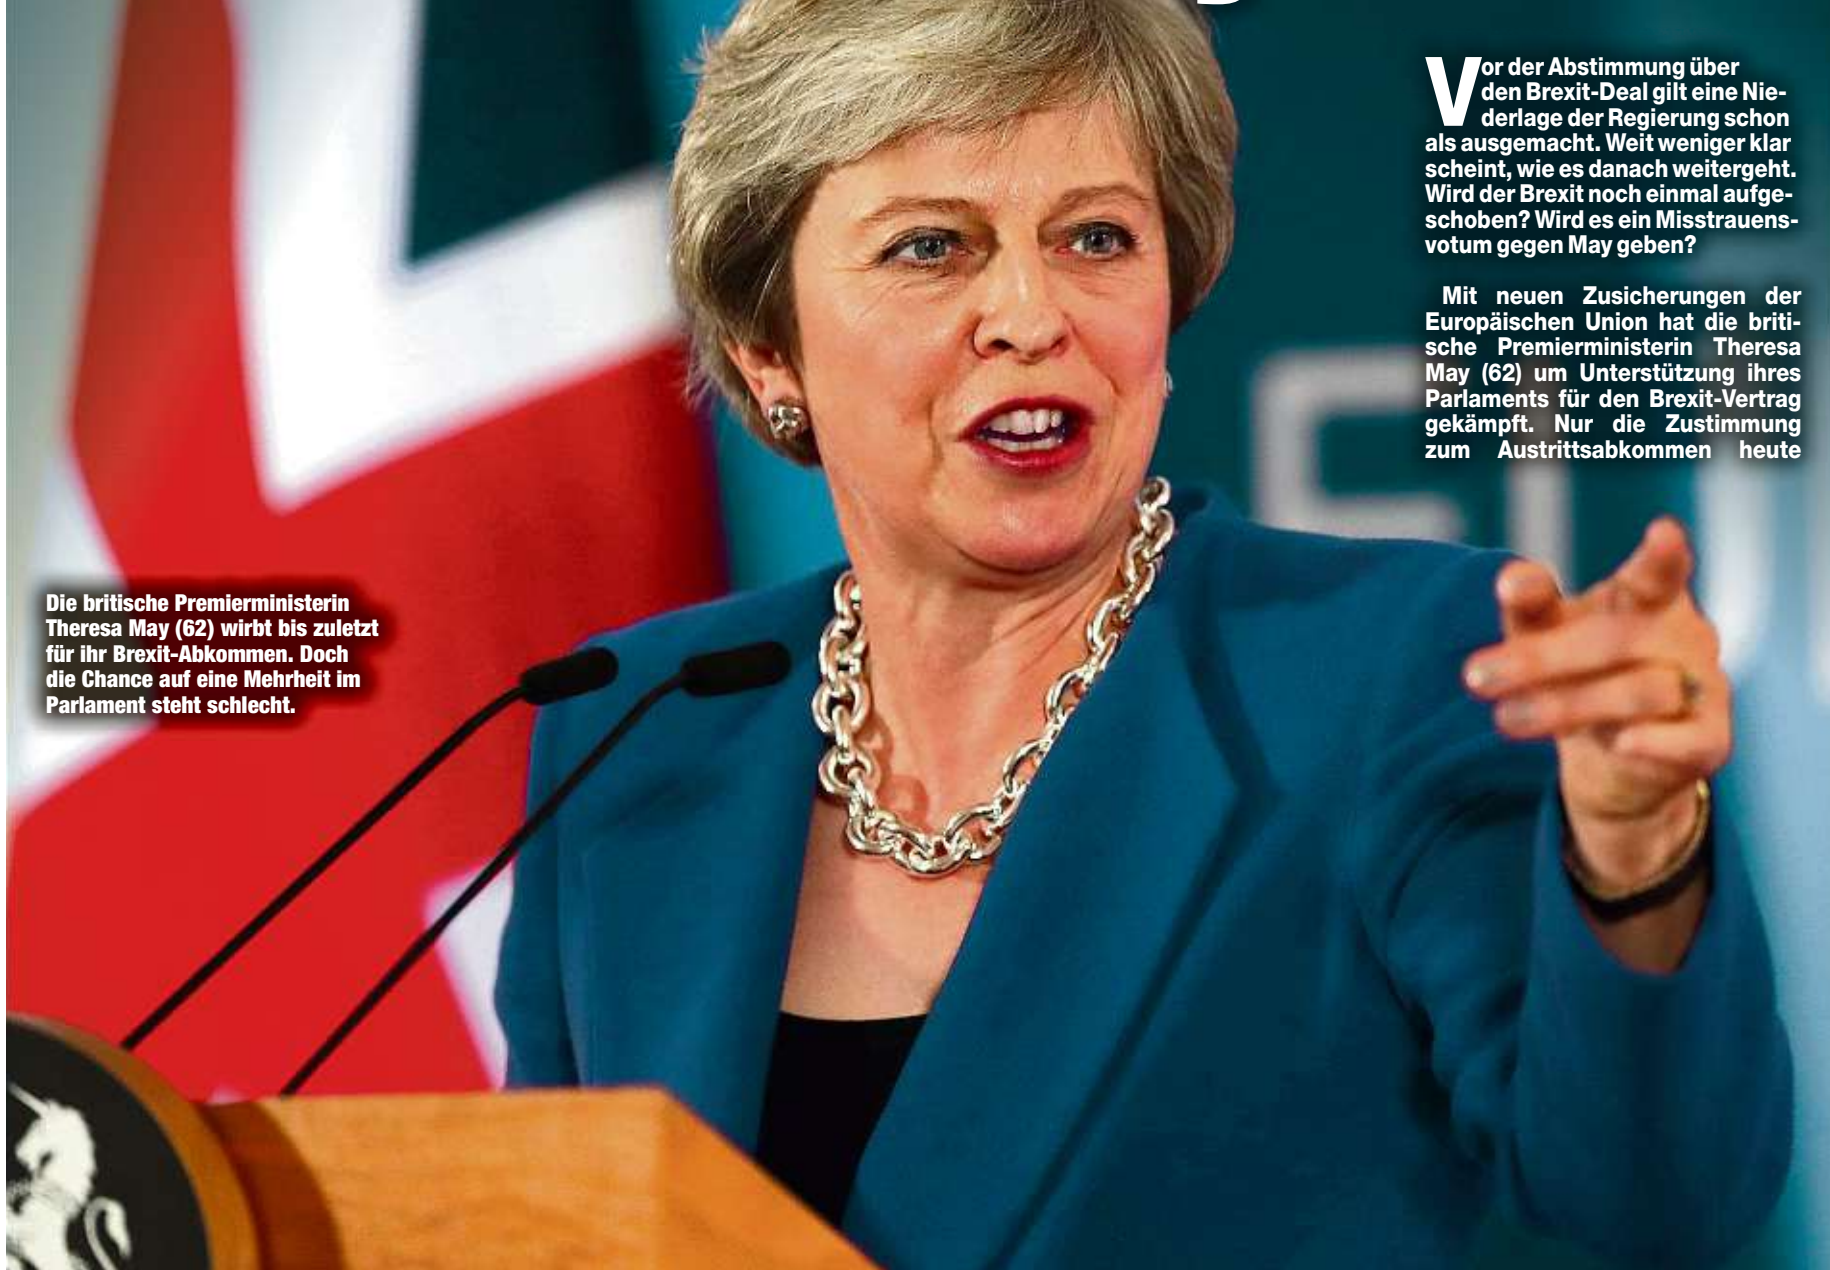 Vor der Abstimmung über
den Brexit-Deal gilt eine Nie-
derlage der Regierung schon
als ausgemacht. Weit weniger klar
scheint, wie es danach weitergeht.
Wird der Brexit noch einmal aufge-
schoben? Wird es ein Misstrauens-
votum gegen May geben?
Mit neuen Zusicherungen der
Europäischen Union hat die briti-
sche Premierministerin Theresa
May (62) um Unterstützung ihres
Parlaments für den Brexit-Vertrag
gekämpft. Nur die Zustimmung
zum Austrittsabkommen heute
Die britische Premierministerin
Theresa May (62) wirbt bis zuletzt
für ihr Brexit-Abkommen. Doch
die Chance auf eine Mehrheit im
Parlament steht schlecht.